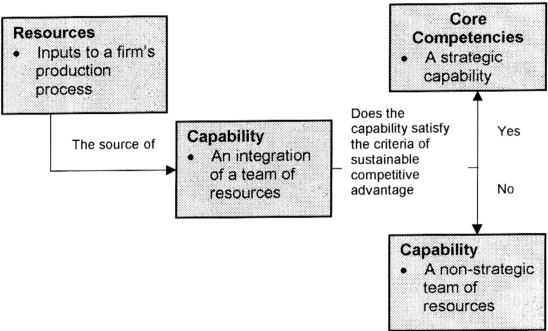 Resources
• Inputs to a firm's
production
process
The source of
Capability
• An integration
of a team of
resources
Does the
capability satisfy
the criteria of
sustainable
competitive
advantage
Core
Competencies
• A strategic
capability
Yes
No
Capability
• A non-strategic
team of
resources